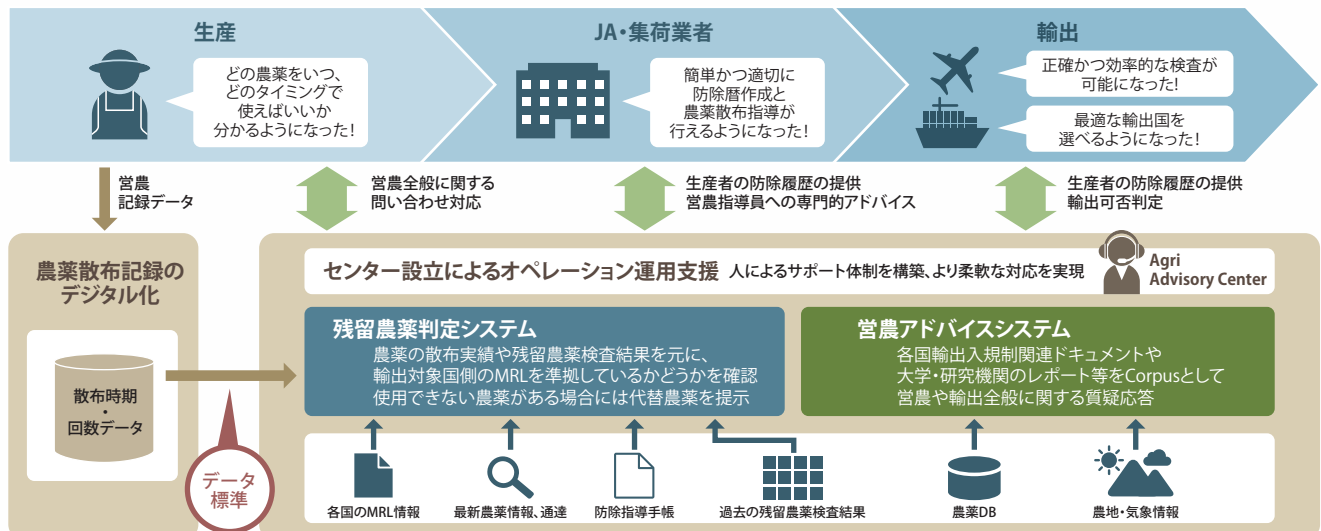 生産
どの農薬をいつ、
どのタイミングで
使えばいいか
分かるようになった!
JA・集荷業者
簡単かつ適切に
防除暦作成と
農薬散布指導が
行えるようになった!
輸出
正確かつ効率的な検査が
可能になった!
最適な輸出国を
選べるようになった!
営農
記録データ
営農全般に関する
問い合わせ対応
生産者の防除履歴の提供
営農指導員への専門的アドバイス
生産者の防除履歴の提供
輸出可否判定
農薬散布記録の
デジタル化
散布時期
・
回数データ
データ
標準
センター設立によるオペレーション運用支援 人によるサポート体制を構築、より柔軟な対応を実現
Agri
Advisory Center
残留農薬判定システム
農薬の散布実績や残留農薬検査結果を元に、
輸出対象国側のMRLを準拠しているかどうかを確認
使用できない農薬がある場合には代替農薬を提示
営農アドバイスシステム
各国輸出入規制関連ドキュメントや
大学・研究機関のレポート等をCorpusとして
営農や輸出全般に関する質疑応答
各国のMRL情報
最新農薬情報、通達
防除指導手帳
過去の残留農薬検査結果
農薬DB
農地・気象情報